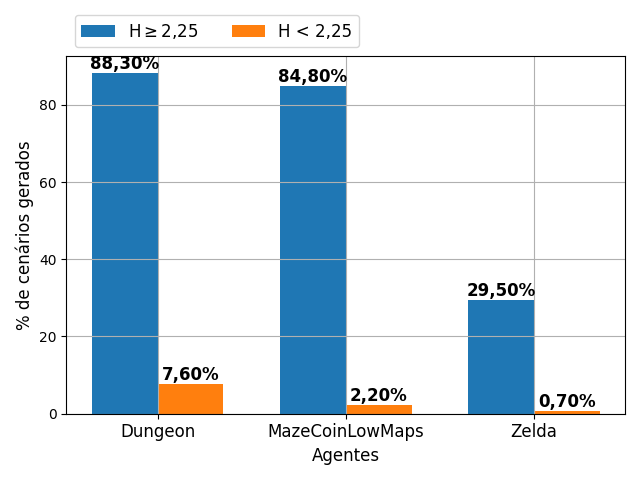 H ≥ 2,25 H < 2,25
% de cenários gerados
80
60
40
20
0
88,30%
7,60%
84,80%
2,20%
29,50%
0,70%
Dungeon MazeCoinLowMaps Zelda
Agentes